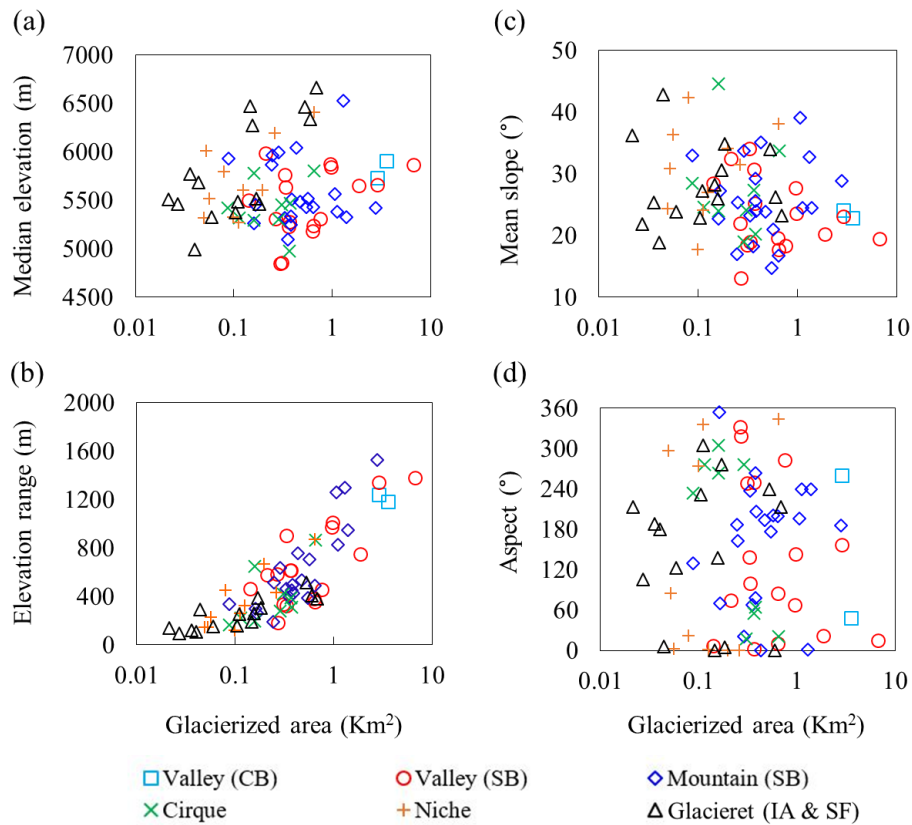 (a)
(c)
7000
6500
6000
5500
5000
4500
Median elevation (m)
0.01 0.1 1 10
50
40
30
20
10
Mean slope (°)
0.01 0.1 1 10
(b)
(d)
2000
1600
1200
800
400
0
Elevation range (m)
0.01 0.1 1 10
Glacierized area (Km²)
360
300
240
180
120
60
0
Aspect (°)
0.01 0.1 1 10
Glacierized area (Km²)
Valley (CB) Valley (SB) Mountain (SB)
Cirque Niche Glacieret (IA & SF)